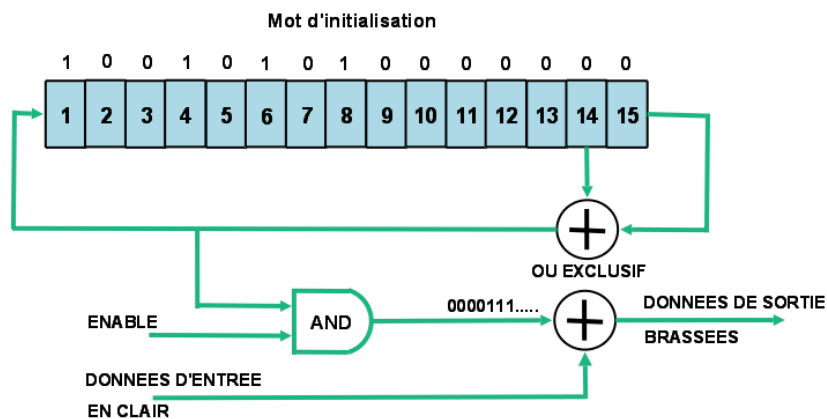 Mot d'initialisation
1 0 0 1 0 1 0 1 0 0 0 0 0 0 0
1 2 3 4 5 6 7 8 9 10 11 12 13 14 15
OU EXCLUSIF
ENABLE
AND
0000111.....
DONNEES DE SORTIE
BRASSEES
DONNEES D'ENTREE
EN CLAIR